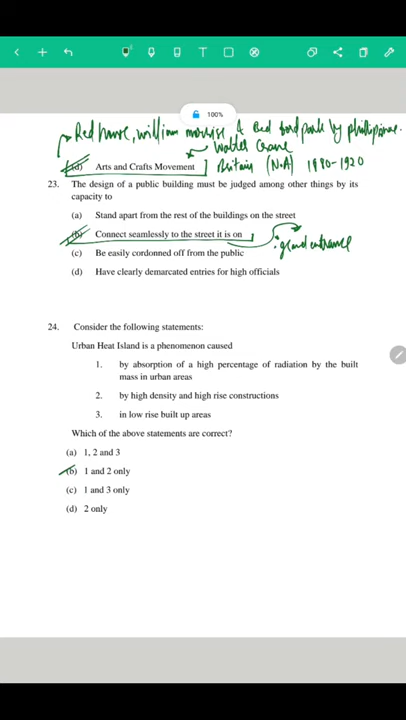 100%
Red house, william morrise & Bed ford park by
Walter Crane
(d) Arts and Crafts Movement Britain (N.A) 1880-1920
23. The design of a public building must be judged among other things by its
capacity to
(a) Stand apart from the rest of the buildings on the street
(b) Connect seamlessly to the street it is on
: grand entrance
(c) Be easily cordonned off from the public
(d) Have clearly demarcated entries for high officials
24. Consider the following statements:
Urban Heat Island is a phenomenon caused
1. by absorption of a high percentage of radiation by the built
mass in urban areas
2. by high density and high rise constructions
3. in low rise built up areas
Which of the above statements are correct?
(a) 1, 2 and 3
(b) 1 and 2 only
(c) 1 and 3 only
(d) 2 only